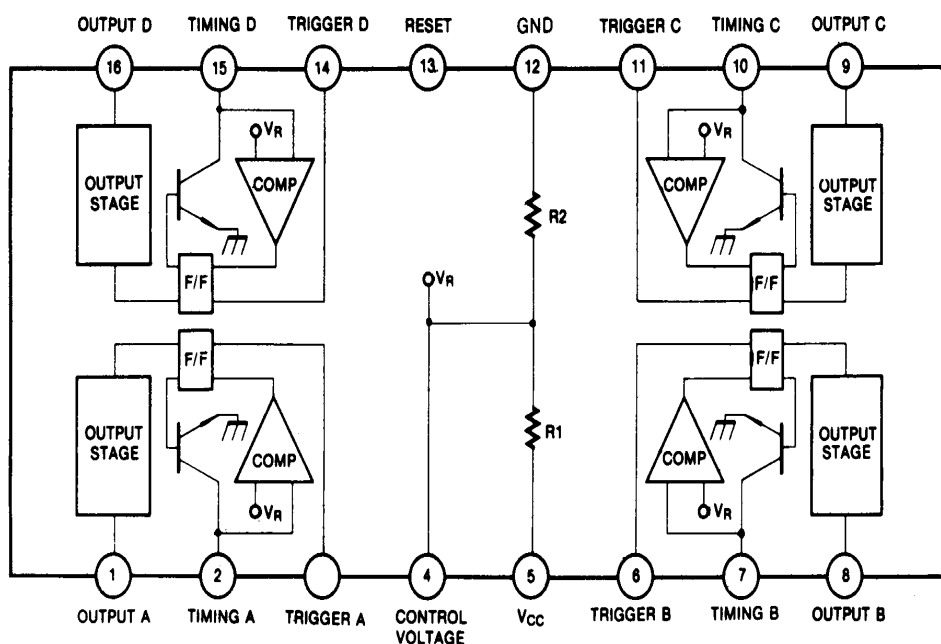 OUTPUT D TIMING D TRIGGER D RESET GND TRIGGER C TIMING C OUTPUT C
16 15 14 13. 12 11 10 9
VR VR
OUTPUT STAGE COMP R2 COMP OUTPUT STAGE
F/F VR F/F
F/F F/F
OUTPUT STAGE COMP R1 COMP OUTPUT STAGE
VR VR
1 2 4 5 6 7 8
OUTPUT A TIMING A TRIGGER A CONTROL VOLTAGE VCC TRIGGER B TIMING B OUTPUT B